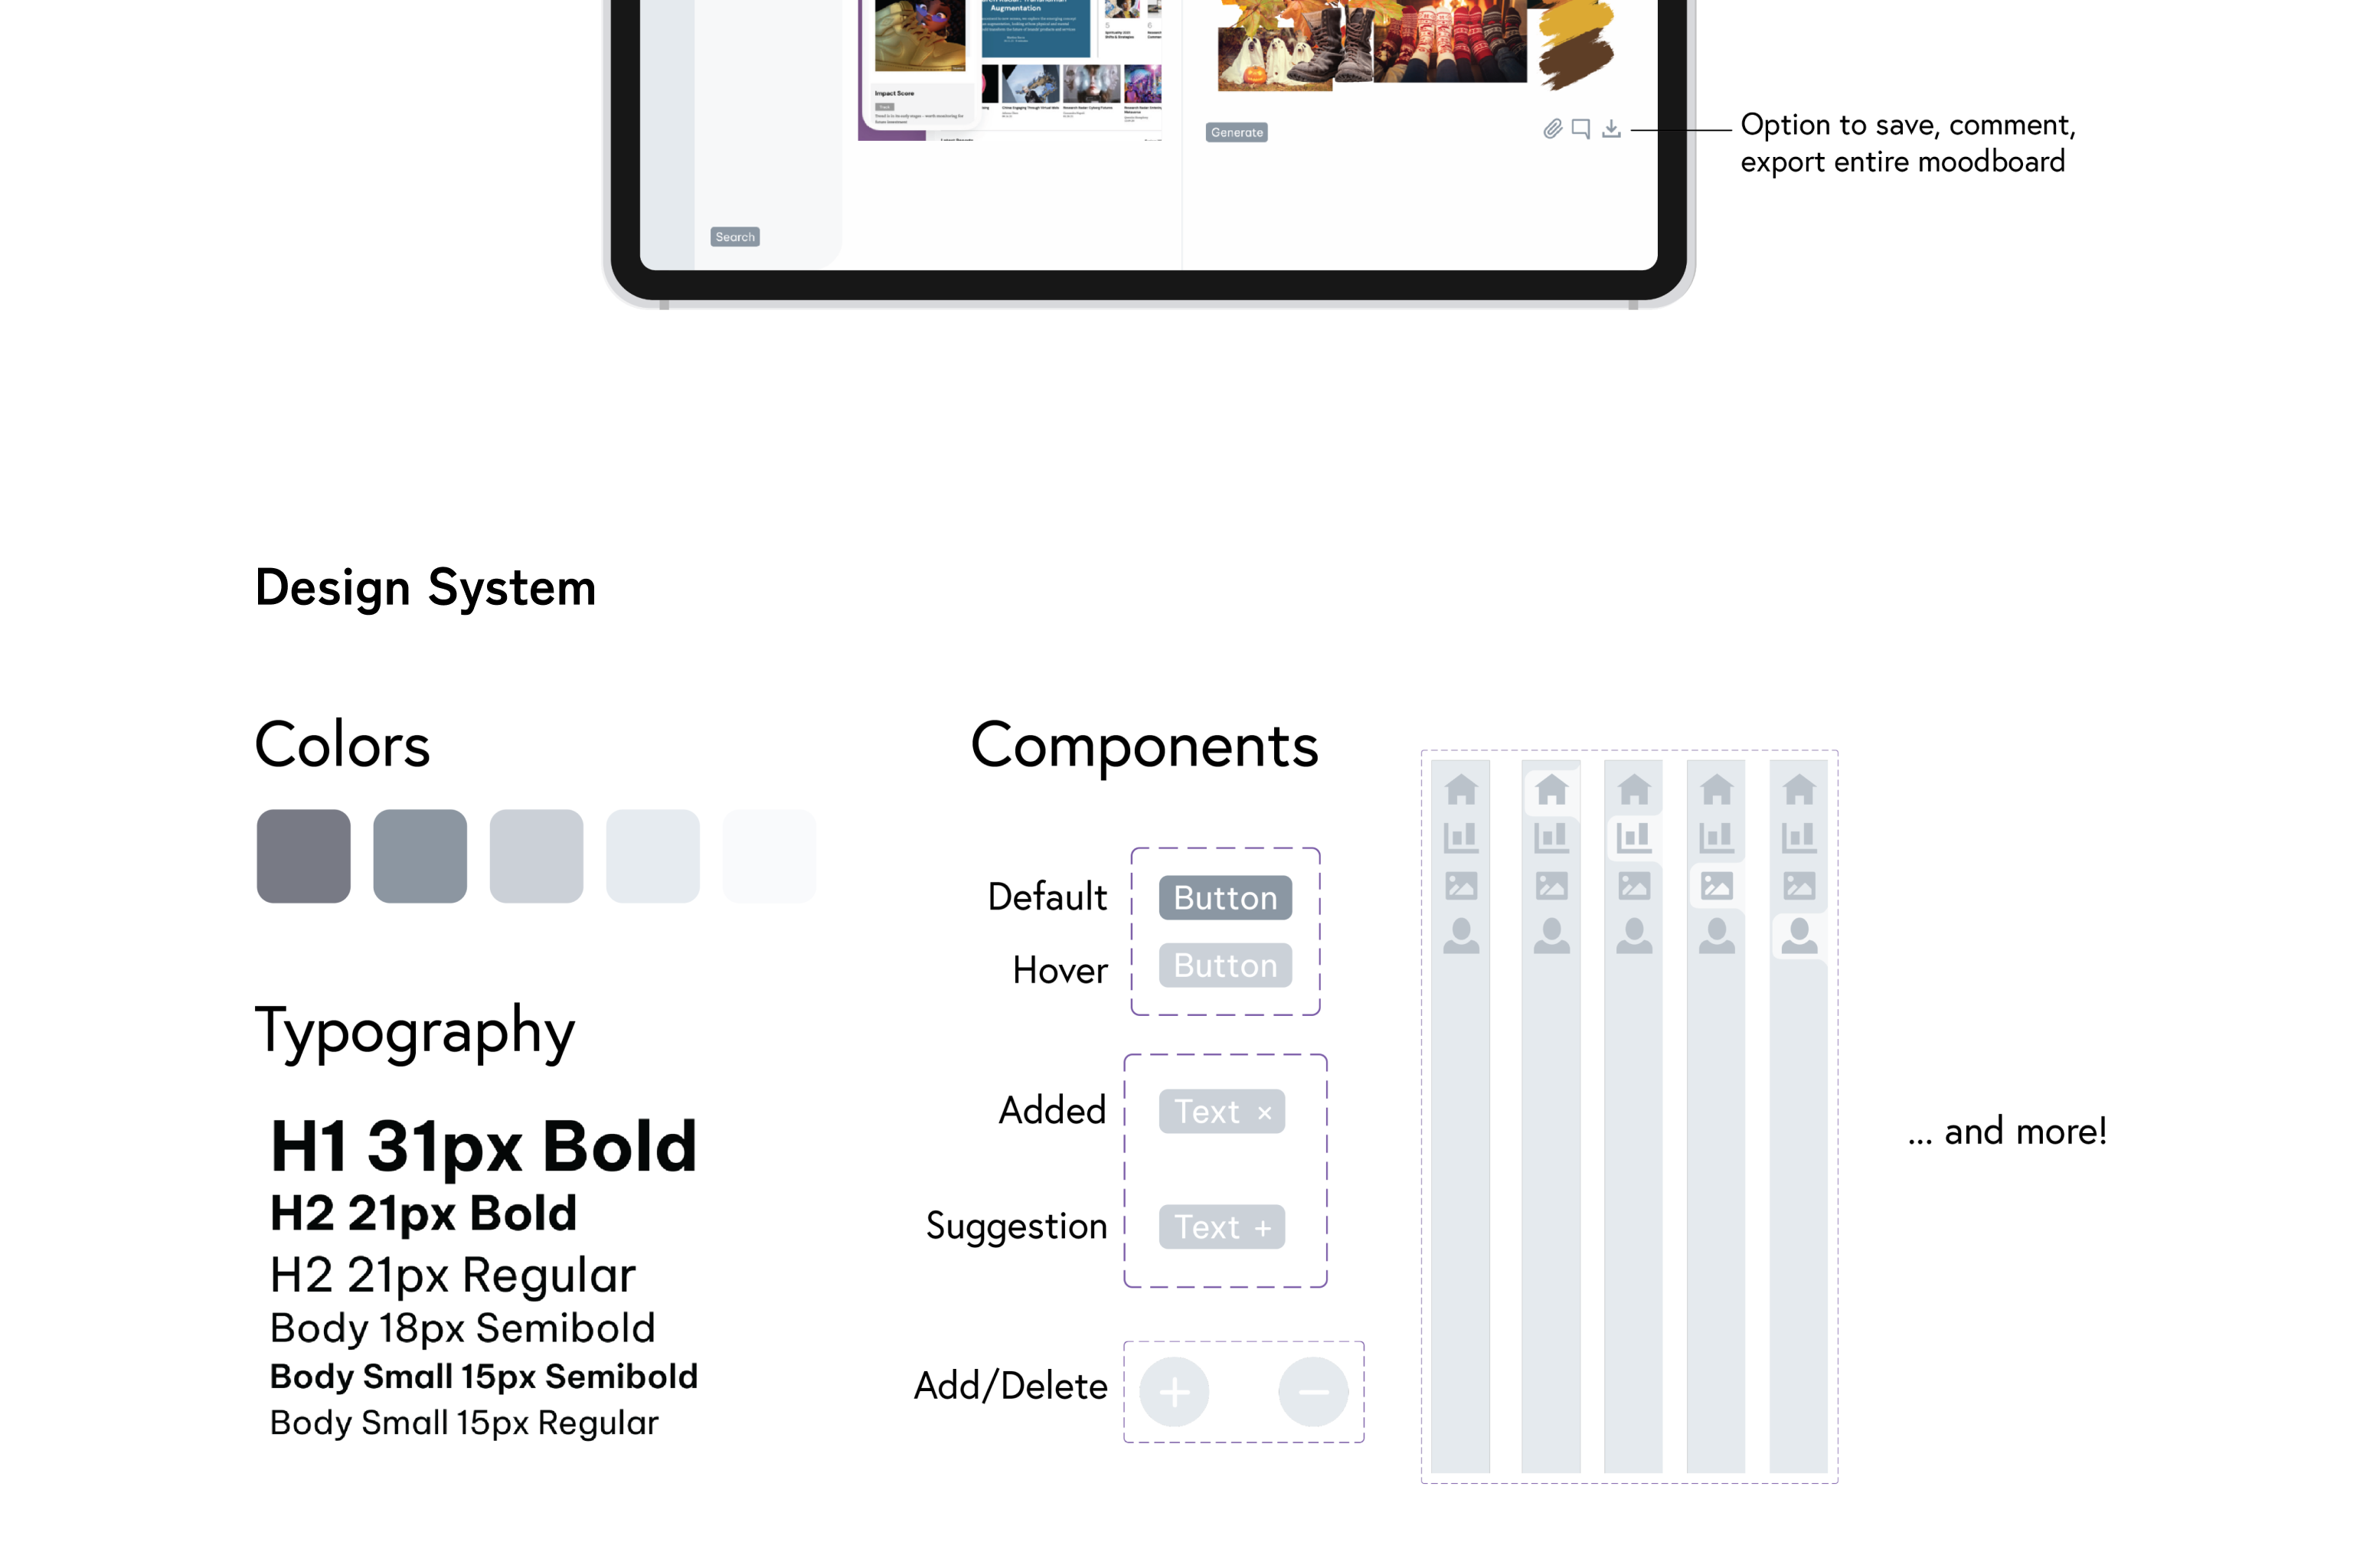 Augmentation
Impact Score
Track
Generate
Option to save, comment,
export entire moodboard
Search
Design System
Colors
Components
Default
Button
Hover
Button
Typography
H1 31px Bold
H2 21px Bold
H2 21px Regular
Body 18px Semibold
Body Small 15px Semibold
Body Small 15px Regular
Added
Text ×
Suggestion
Text +
Add/Delete
... and more!